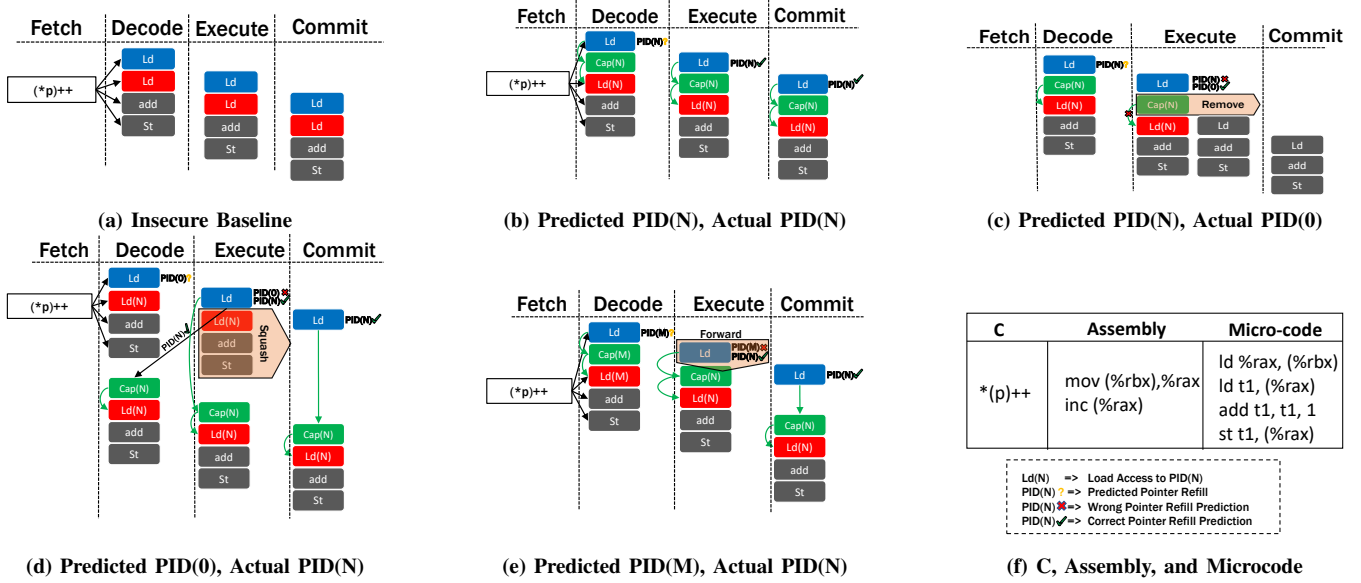 Fetch Decode Execute Commit
(*p)++
Ld
Ld
add
St
Ld
Ld
add
St
Ld
Ld
add
St
(a) Insecure Baseline
Fetch Decode Execute Commit
(*p)++
Ld PID(N)?
Cap(N)
Ld(N)
add
St
Ld PID(N)✔
Cap(N)
Ld(N)
add
St
Ld PID(N)✔
Cap(N)
Ld(N)
add
St
(b) Predicted PID(N), Actual PID(N)
Fetch Decode Execute Commit
Ld PID(N)?
Cap(N)
Ld(N)
add
St
Ld PID(N)✖
PID(0)✔
Cap(N) Remove
✖
Ld(N) Ld
add add
St St
Ld
add
St
(c) Predicted PID(N), Actual PID(0)
Fetch Decode Execute Commit
(*p)++
Ld PID(0)?
Ld(N)
add
St
PID(N)✔
Cap(N)
Ld(N)
add
St
Ld PID(0)✖
PID(N)✔
Ld(N)
add
St
Squash
Cap(N)
Ld(N)
add
St
Ld PID(N)✔
Cap(N)
Ld(N)
add
St
(d) Predicted PID(0), Actual PID(N)
Fetch Decode Execute Commit
(*p)++
Ld PID(M)?
Cap(M)
Ld(M)
add
St
Forward
Ld PID(M)✖
PID(N)✔
Cap(N)
Ld(N)
add
St
Ld PID(N)✔
Cap(N)
Ld(N)
add
St
(e) Predicted PID(M), Actual PID(N)
C Assembly Micro-code
*(p)++
mov (%rbx),%rax
inc (%rax)
ld %rax, (%rbx)
ld t1, (%rax)
add t1, t1, 1
st t1, (%rax)
Ld(N) => Load Access to PID(N)
PID(N)? => Predicted Pointer Refill
PID(N)✖=> Wrong Pointer Refill Prediction
PID(N)✔=> Correct Pointer Refill Prediction
(f) C, Assembly, and Microcode